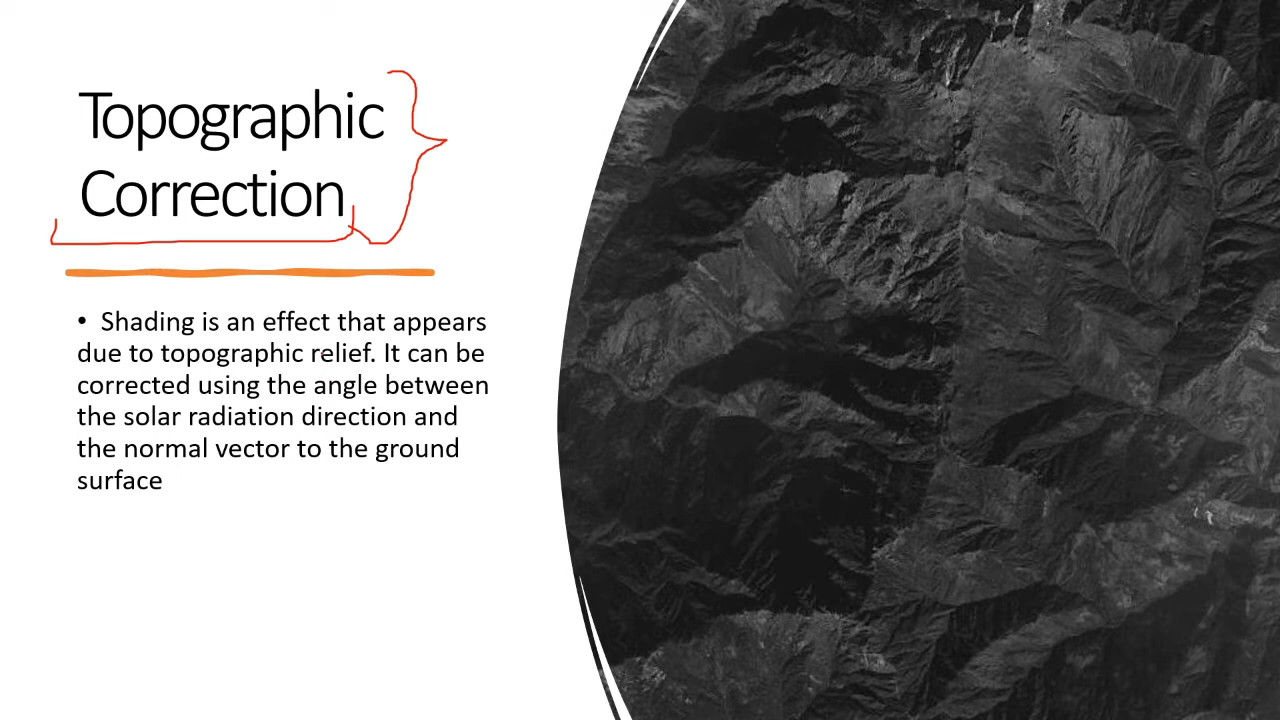 Topographic
Correction
• Shading is an effect that appears
due to topographic relief. It can be
corrected using the angle between
the solar radiation direction and
the normal vector to the ground
surface